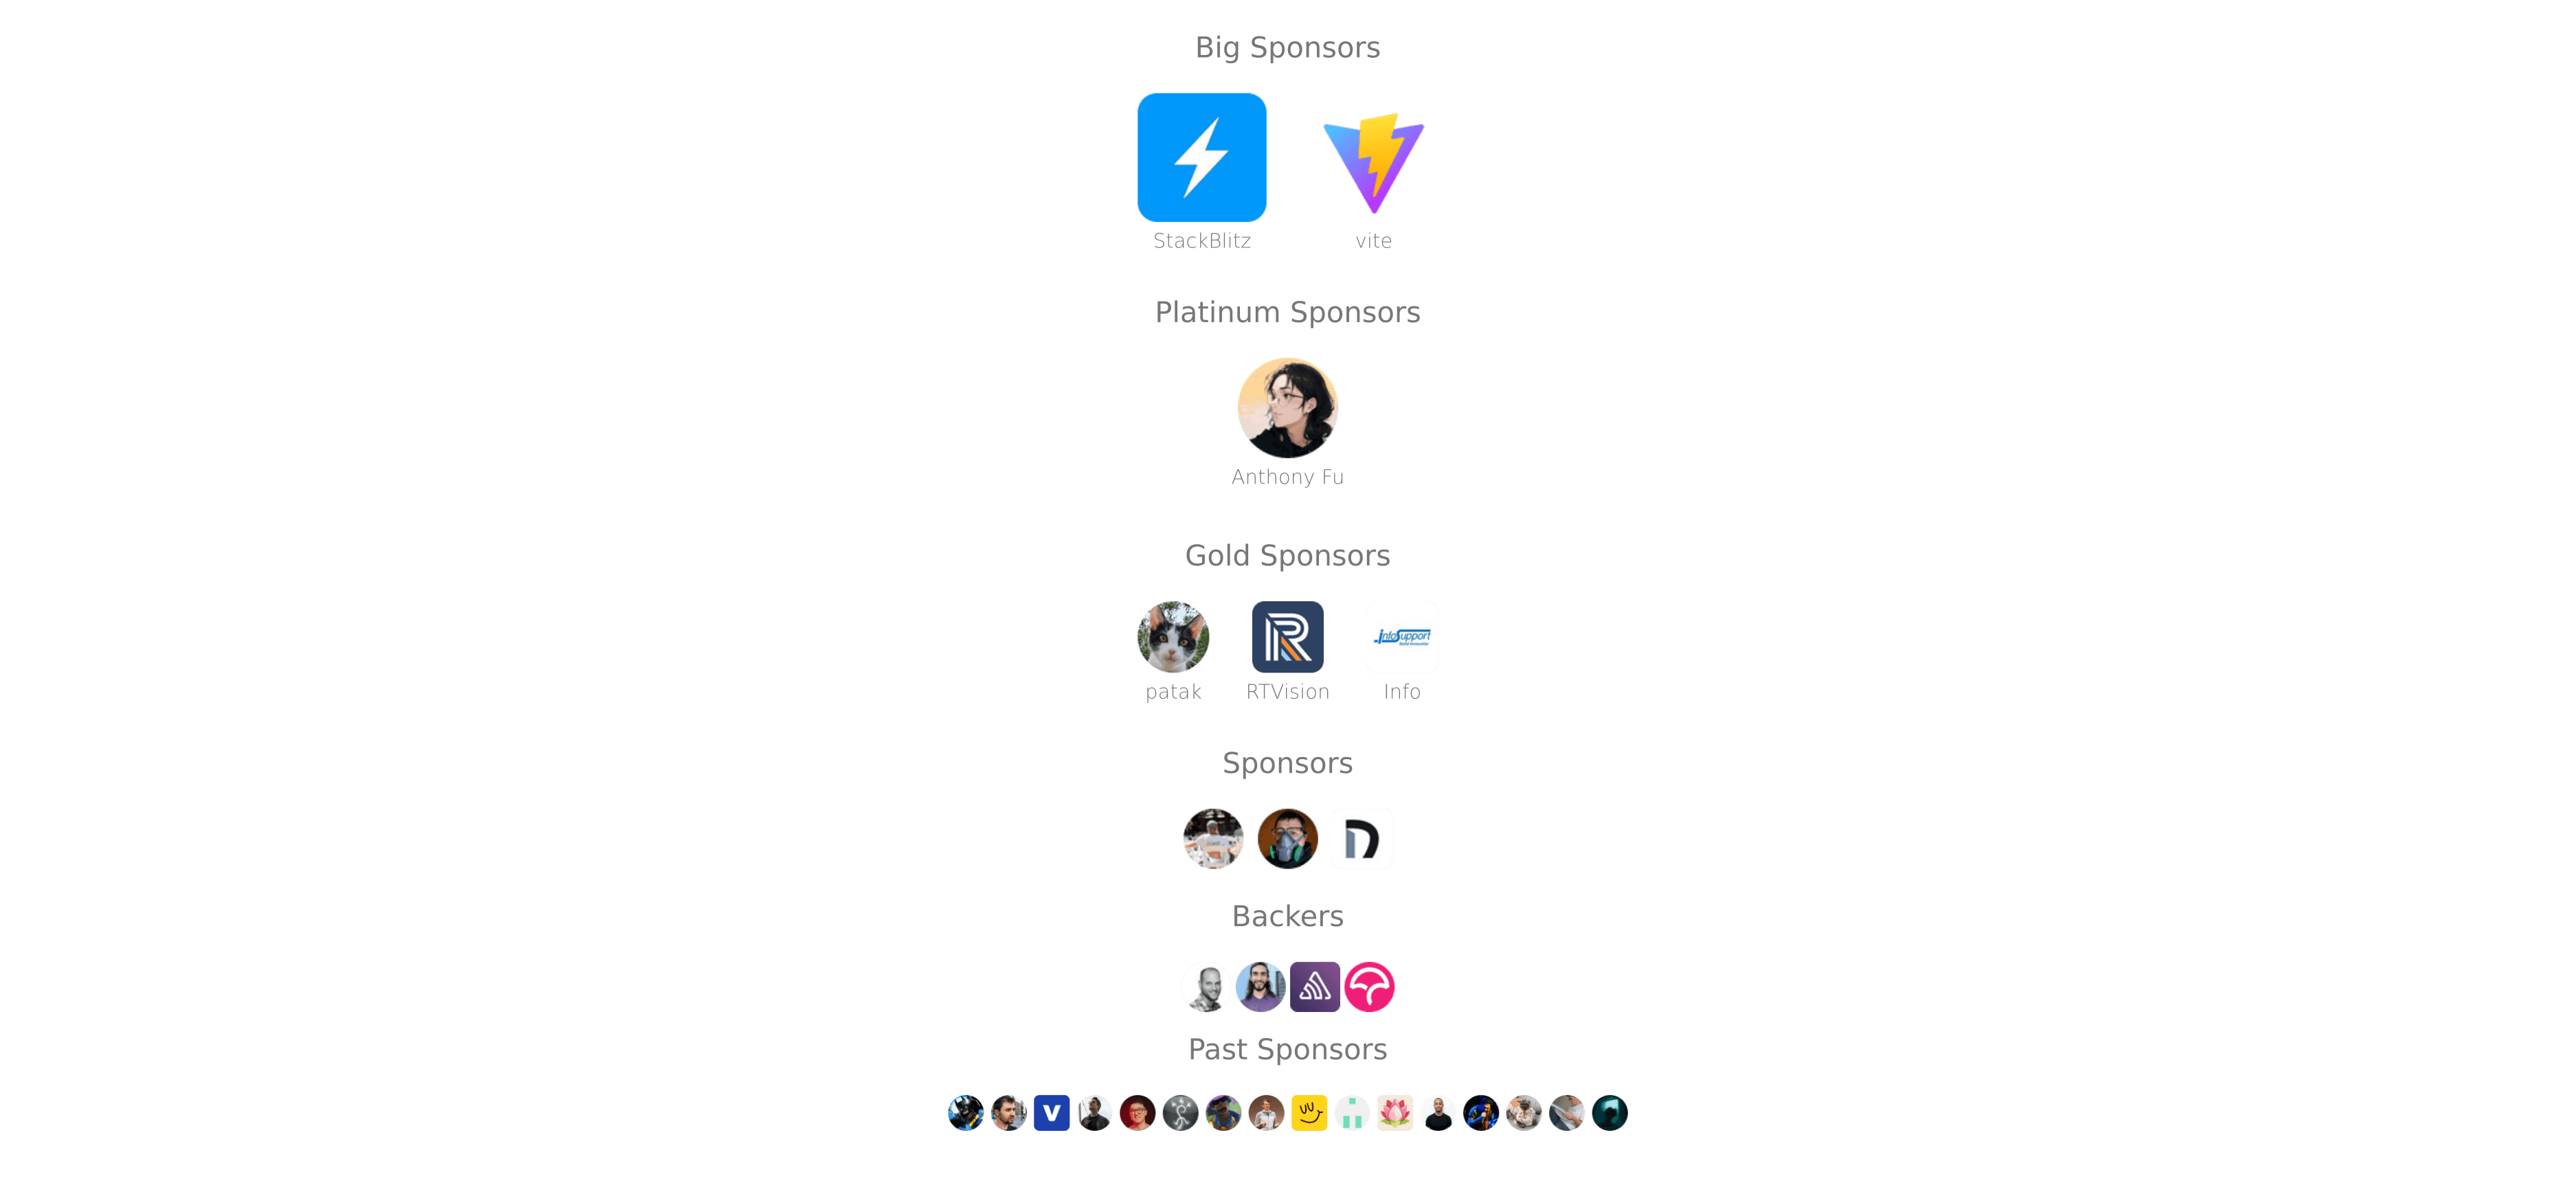 Big Sponsors
StackBlitz
vite
Platinum Sponsors
Anthony Fu
Gold Sponsors
InfoSupport
patak
RTVision
Info
Sponsors
Backers
Past Sponsors
V